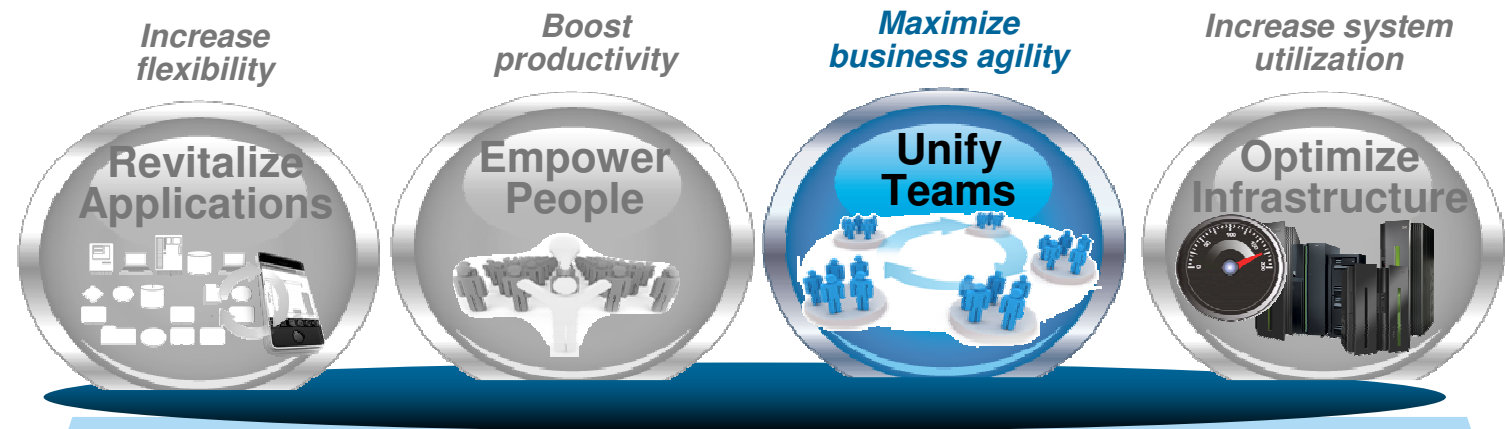 Increase
flexibility
Boost
productivity
Maximize
business agility
Increase system
utilization
Revitalize
Applications
Empower
People
Unify
Teams
Optimize
Infrastructure